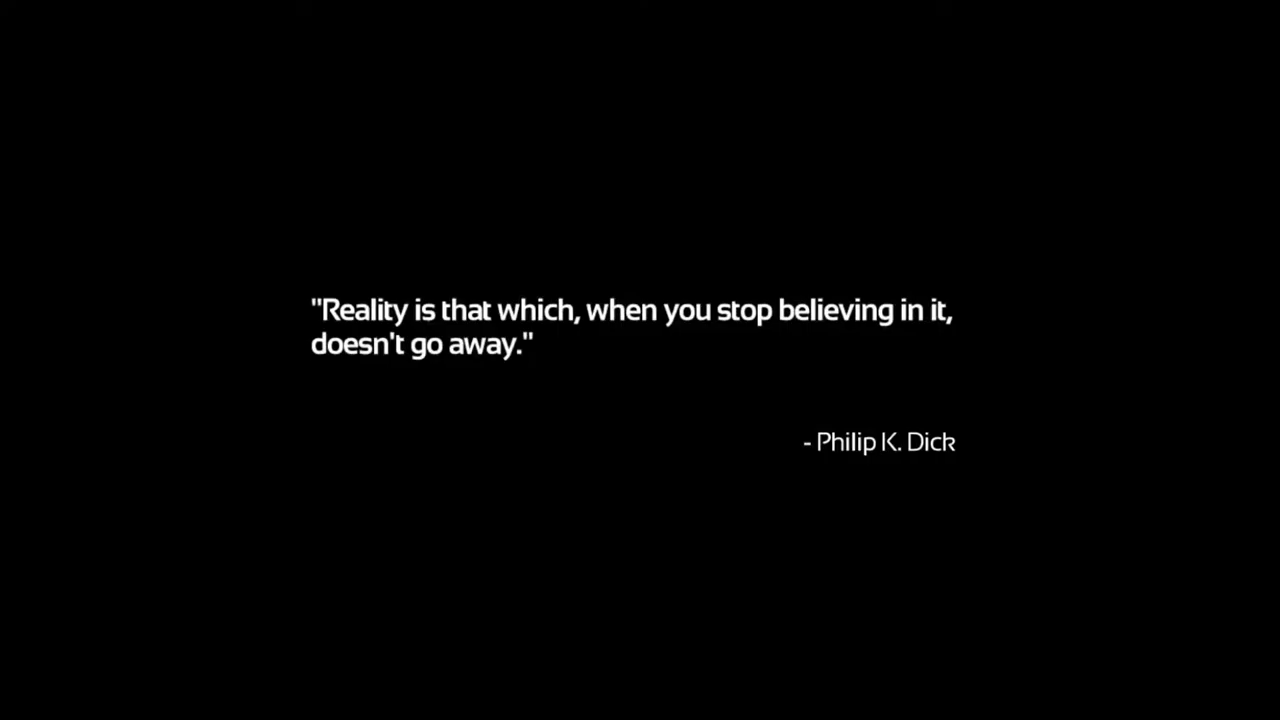 "Reality is that which, when you stop believing in it,
doesn't go away."
- Philip K. Dick